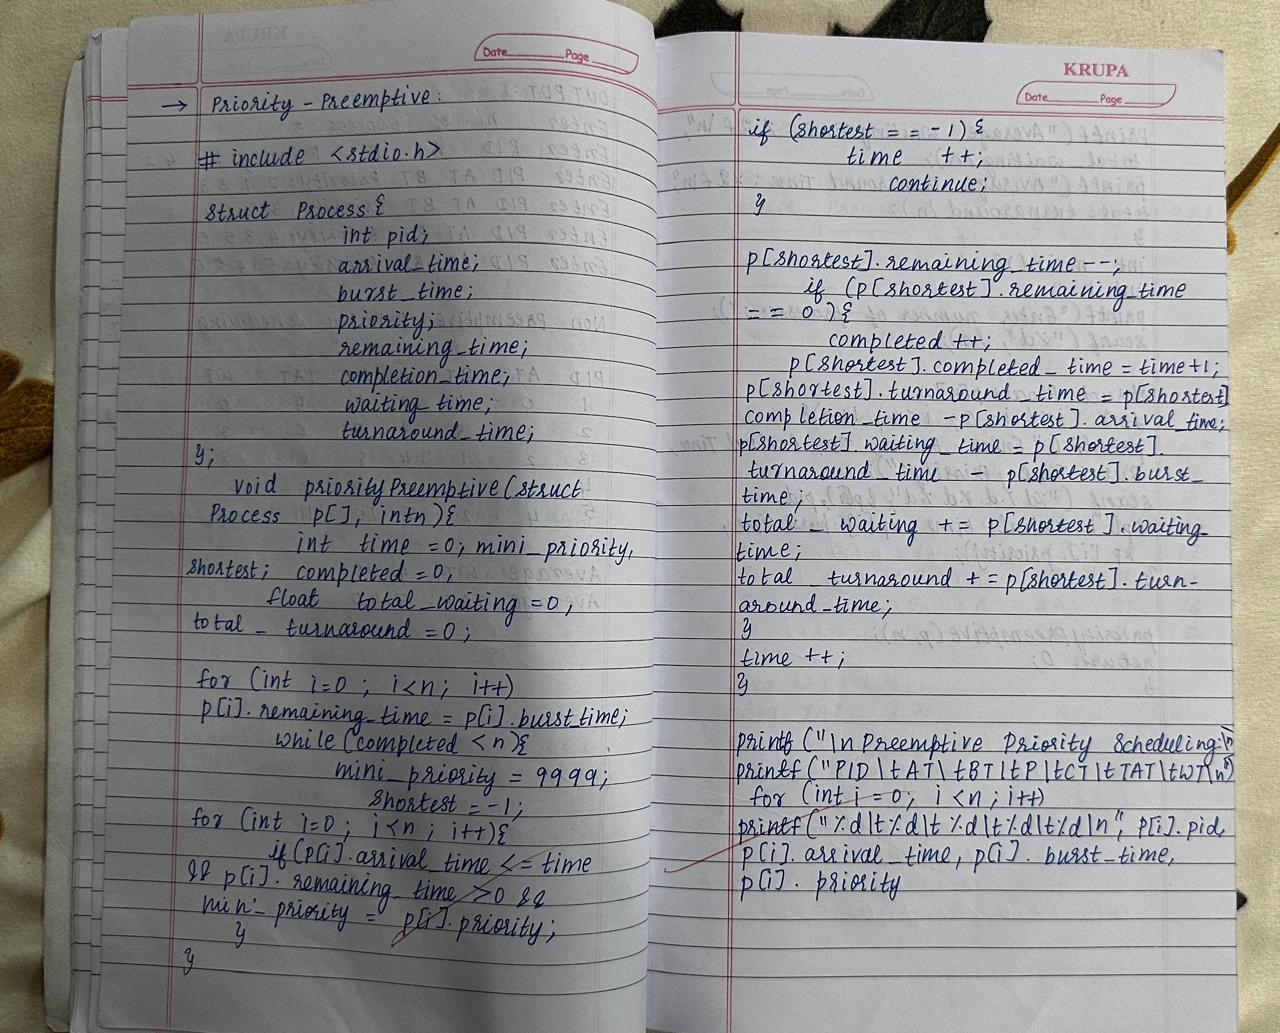 Date Page
→ Priority - Preemptive :
# include <stdio.h>
struct Process {
int pid;
arrival_time;
burst_time;
priority;
remaining_time;
completion_time;
waiting_time;
turnaround_time;
};
void priorityPreemptive (struct
Process p[], intn) {
int time = 0; mini_priority,
shortest; completed = 0,
float total_waiting = 0,
total_turnaround = 0;
for (int i=0 ; i<n; i++)
p[i].remaining_time = p[i].burst_time;
while (completed < n) {
mini_priority = 9999;
shortest = -1;
for (int i=0 ; i<n ; i++) {
if (p[i].arrival_time <= time
&& p[i].remaining_time > 0 &&
min_priority = p[i].priority;
}
}
KRUPA
Date Page
if (shortest = = -1) {
time ++;
continue;
}
p[shortest].remaining_time --;
if (p[shortest].remaining_time
= = 0) {
completed ++;
p[shortest].completed_time = time+1;
p[shortest].turnaround_time = p[shortest]
completion_time - p[shortest].arrival_time;
p[shortest].waiting_time = p[shortest].
turnaround_time - p[shortest].burst_
time;
total_waiting += p[shortest].waiting_
time;
total_turnaround += p[shortest].turn-
around_time;
}
time ++;
}
printf ("\n Preemptive Priority Scheduling:\n
printf ("PID \t AT \t BT \t P \t CT \t TAT \t WT \n")
for (int i = 0; i < n ; i++)
printf ("%d \t %d \t %d \t %d \t %d \n", p[i].pid,
p[i].arrival_time, p[i].burst_time,
p[i].priority